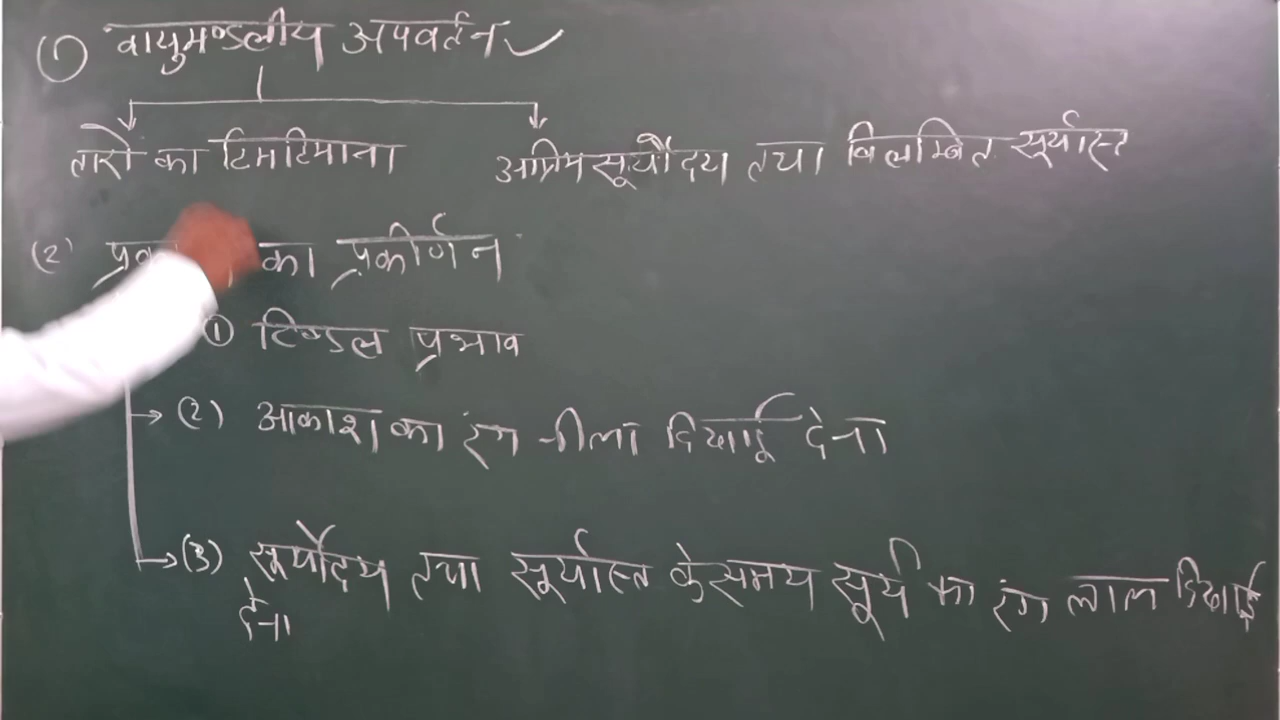 (1) वायुमण्डलीय अपवर्तन
तारों का टिमटिमाना
अग्रिम सूर्योदय तथा विलम्बित सूर्यास्त
(2) का प्रकीर्णन
① टिण्डल प्रभाव
(2) आकाश का रंग नीला दिखाई देना
(3) सूर्योदय तथा सूर्यास्त के समय सूर्य का रंग लाल दिखाई
देना